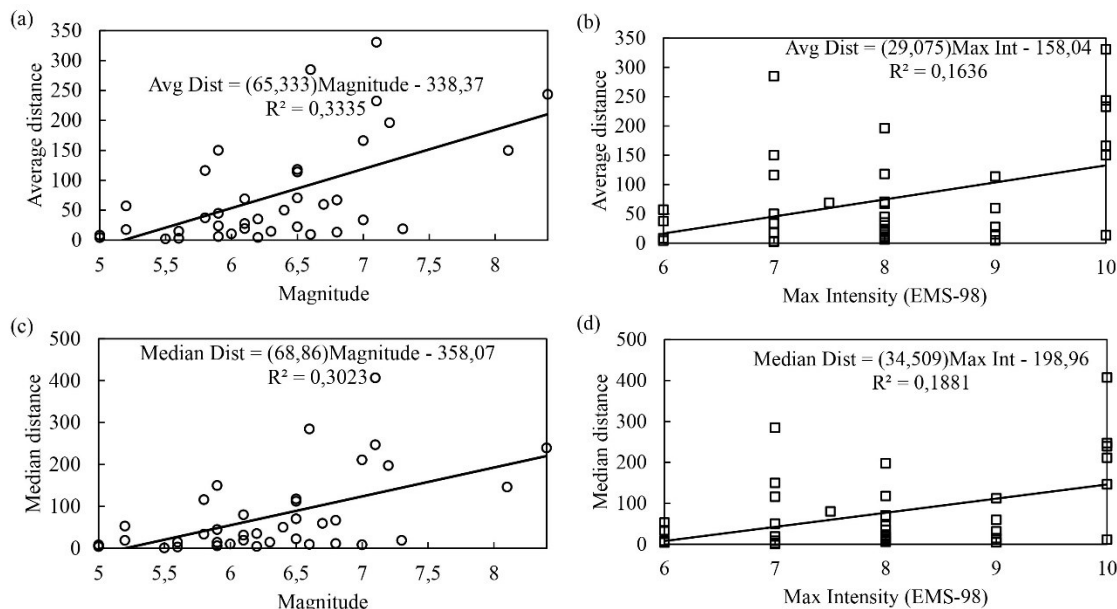 (a)
350
300
250
200
150
100
50
0
Average distance
Avg Dist = (65,333)Magnitude - 338,37
R² = 0,3335
5 5,5 6 6,5 7 7,5 8
Magnitude
(b)
350
300
250
200
150
100
50
0
Average distance
Avg Dist = (29,075)Max Int - 158,04
R² = 0,1636
6 7 8 9 10
Max Intensity (EMS-98)
(c)
500
400
300
200
100
0
Median distance
Median Dist = (68,86)Magnitude - 358,07
R² = 0,3023
5 5,5 6 6,5 7 7,5 8
Magnitude
(d)
500
400
300
200
100
0
Median distance
Median Dist = (34,509)Max Int - 198,96
R² = 0,1881
6 7 8 9 10
Max Intensity (EMS-98)